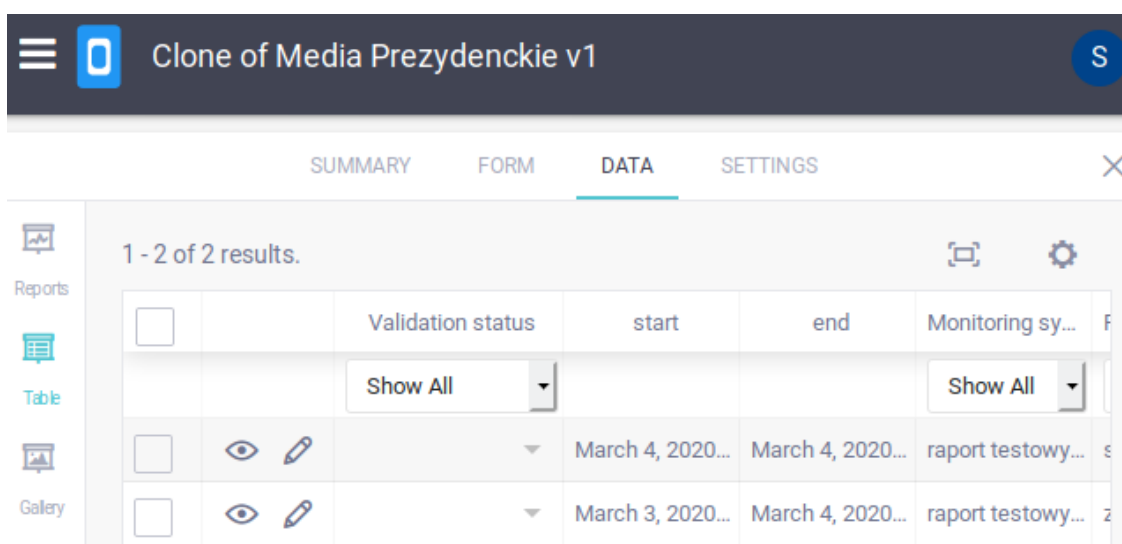 Clone of Media Prezydenckie v1
S
SUMMARY FORM DATA SETTINGS
1 - 2 of 2 results.
Reports
Table
Gallery
Validation status start end Monitoring sy...
Show All Show All
March 4, 2020... March 4, 2020... raport testowy...
March 3, 2020... March 4, 2020... raport testowy...